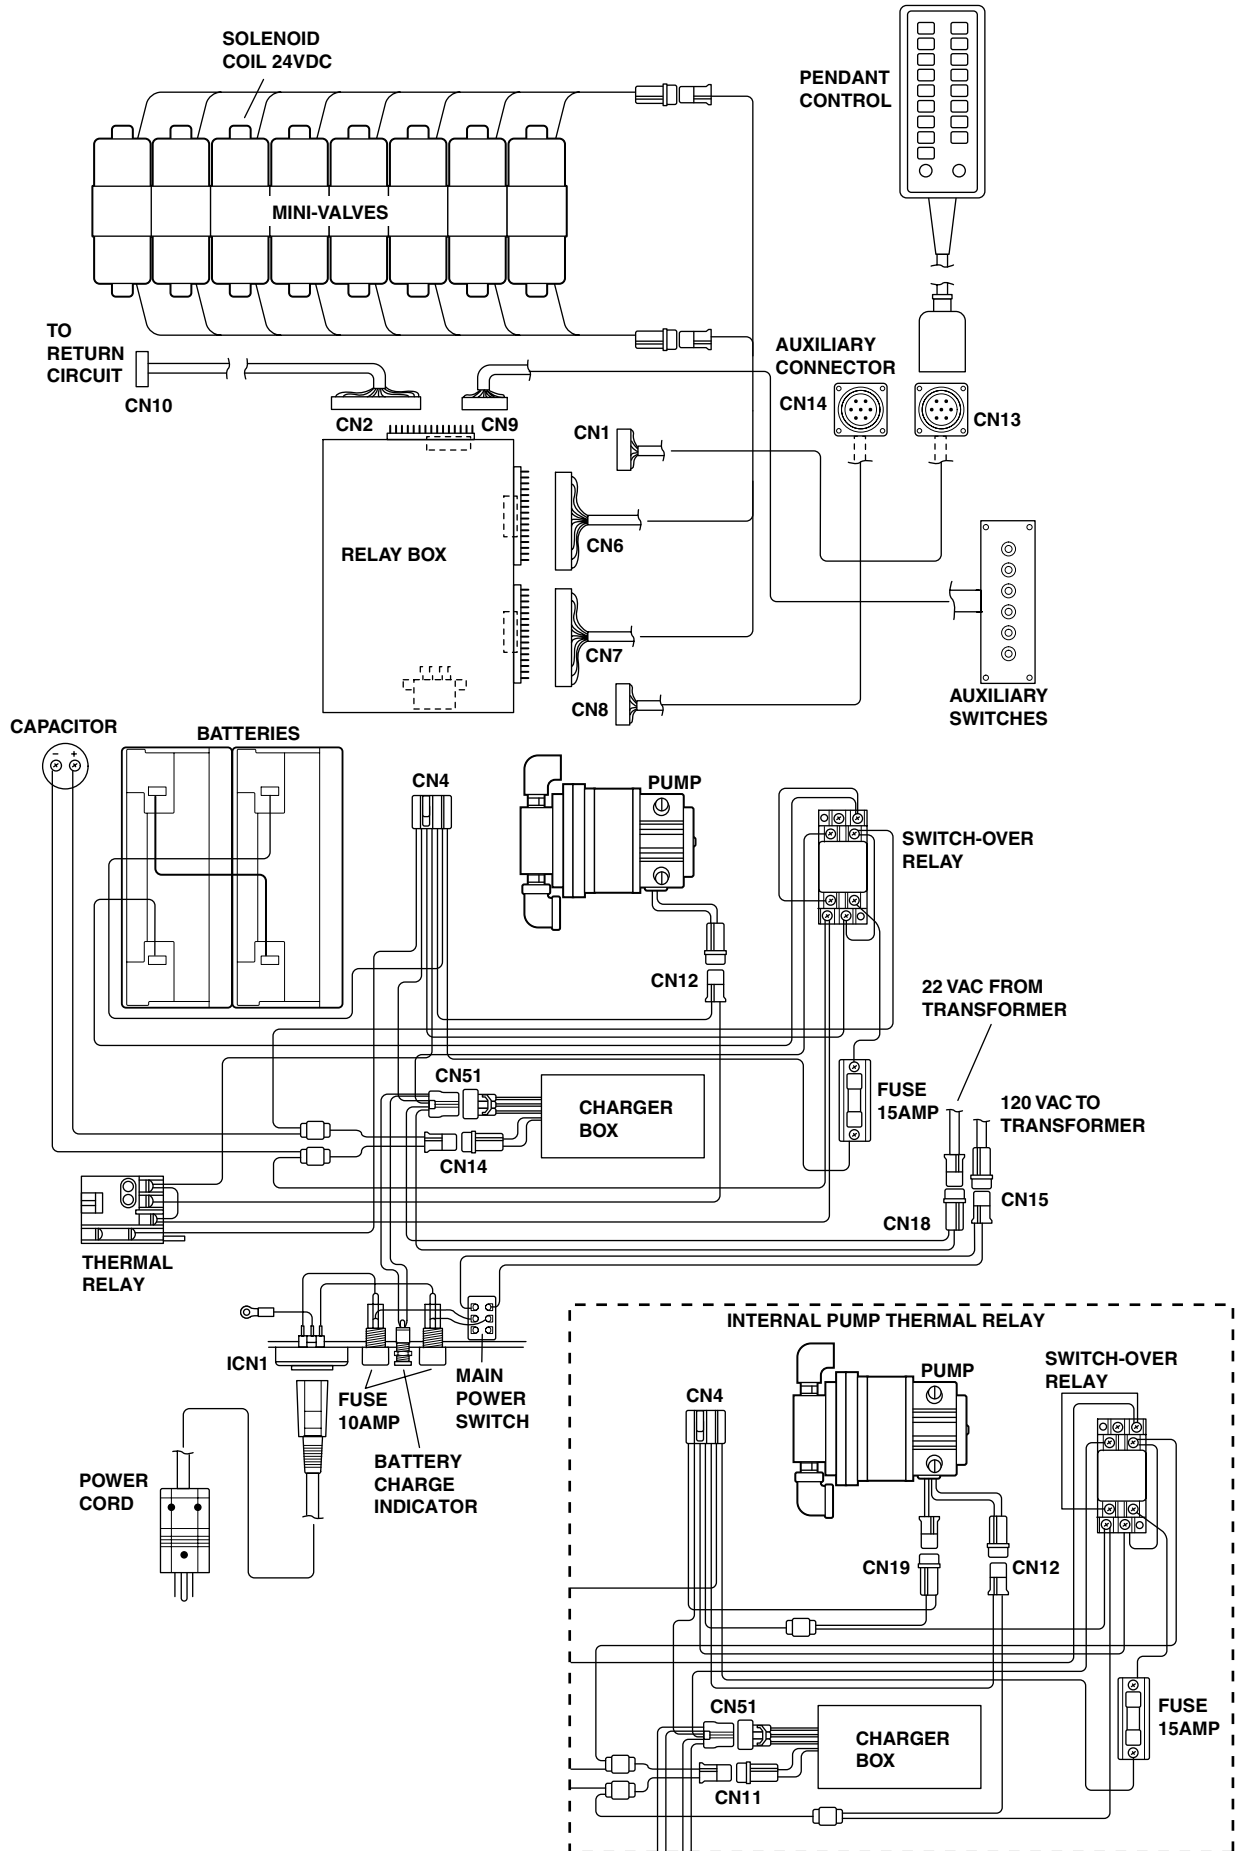 SOLENOID
COIL 24VDC
PENDANT
CONTROL
MINI-VALVES
TO
RETURN
CIRCUIT
CN10
CN2
CN9
AUXILIARY
CONNECTOR
CN14
CN13
CN1
CN6
RELAY BOX
CN7
CN8
AUXILIARY
SWITCHES
CAPACITOR
- +
BATTERIES
CN4
PUMP
SWITCH-OVER
RELAY
CN12
22 VAC FROM
TRANSFORMER
CN51
CHARGER
BOX
FUSE
15AMP
120 VAC TO
TRANSFORMER
CN14
CN18
CN15
THERMAL
RELAY
ICN1
FUSE
10AMP
MAIN
POWER
SWITCH
BATTERY
CHARGE
INDICATOR
POWER
CORD
INTERNAL PUMP THERMAL RELAY
SWITCH-OVER
RELAY
PUMP
CN4
CN19
CN12
CN51
CHARGER
BOX
FUSE
15AMP
CN11